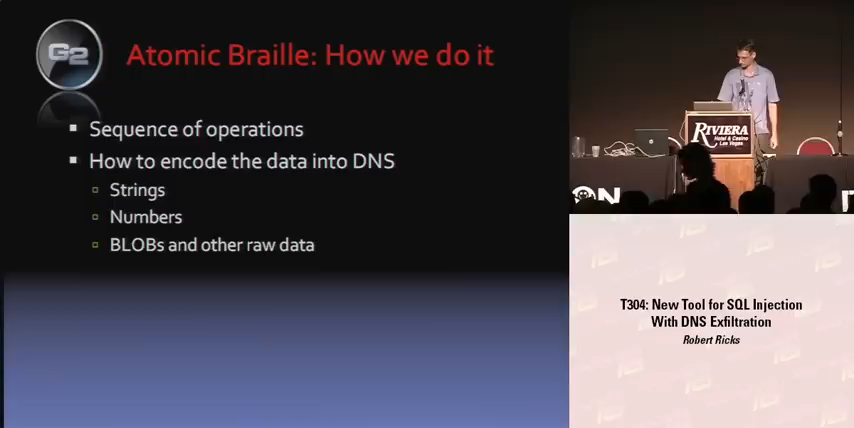 G2
Atomic Braille: How we do it
Sequence of operations
How to encode the data into DNS
Strings
Numbers
BLOBs and other raw data
RIVIERA
Hotel & Casino
Las Vegas
ON
T304: New Tool for SQL Injection
With DNS Exfiltration
Robert Ricks